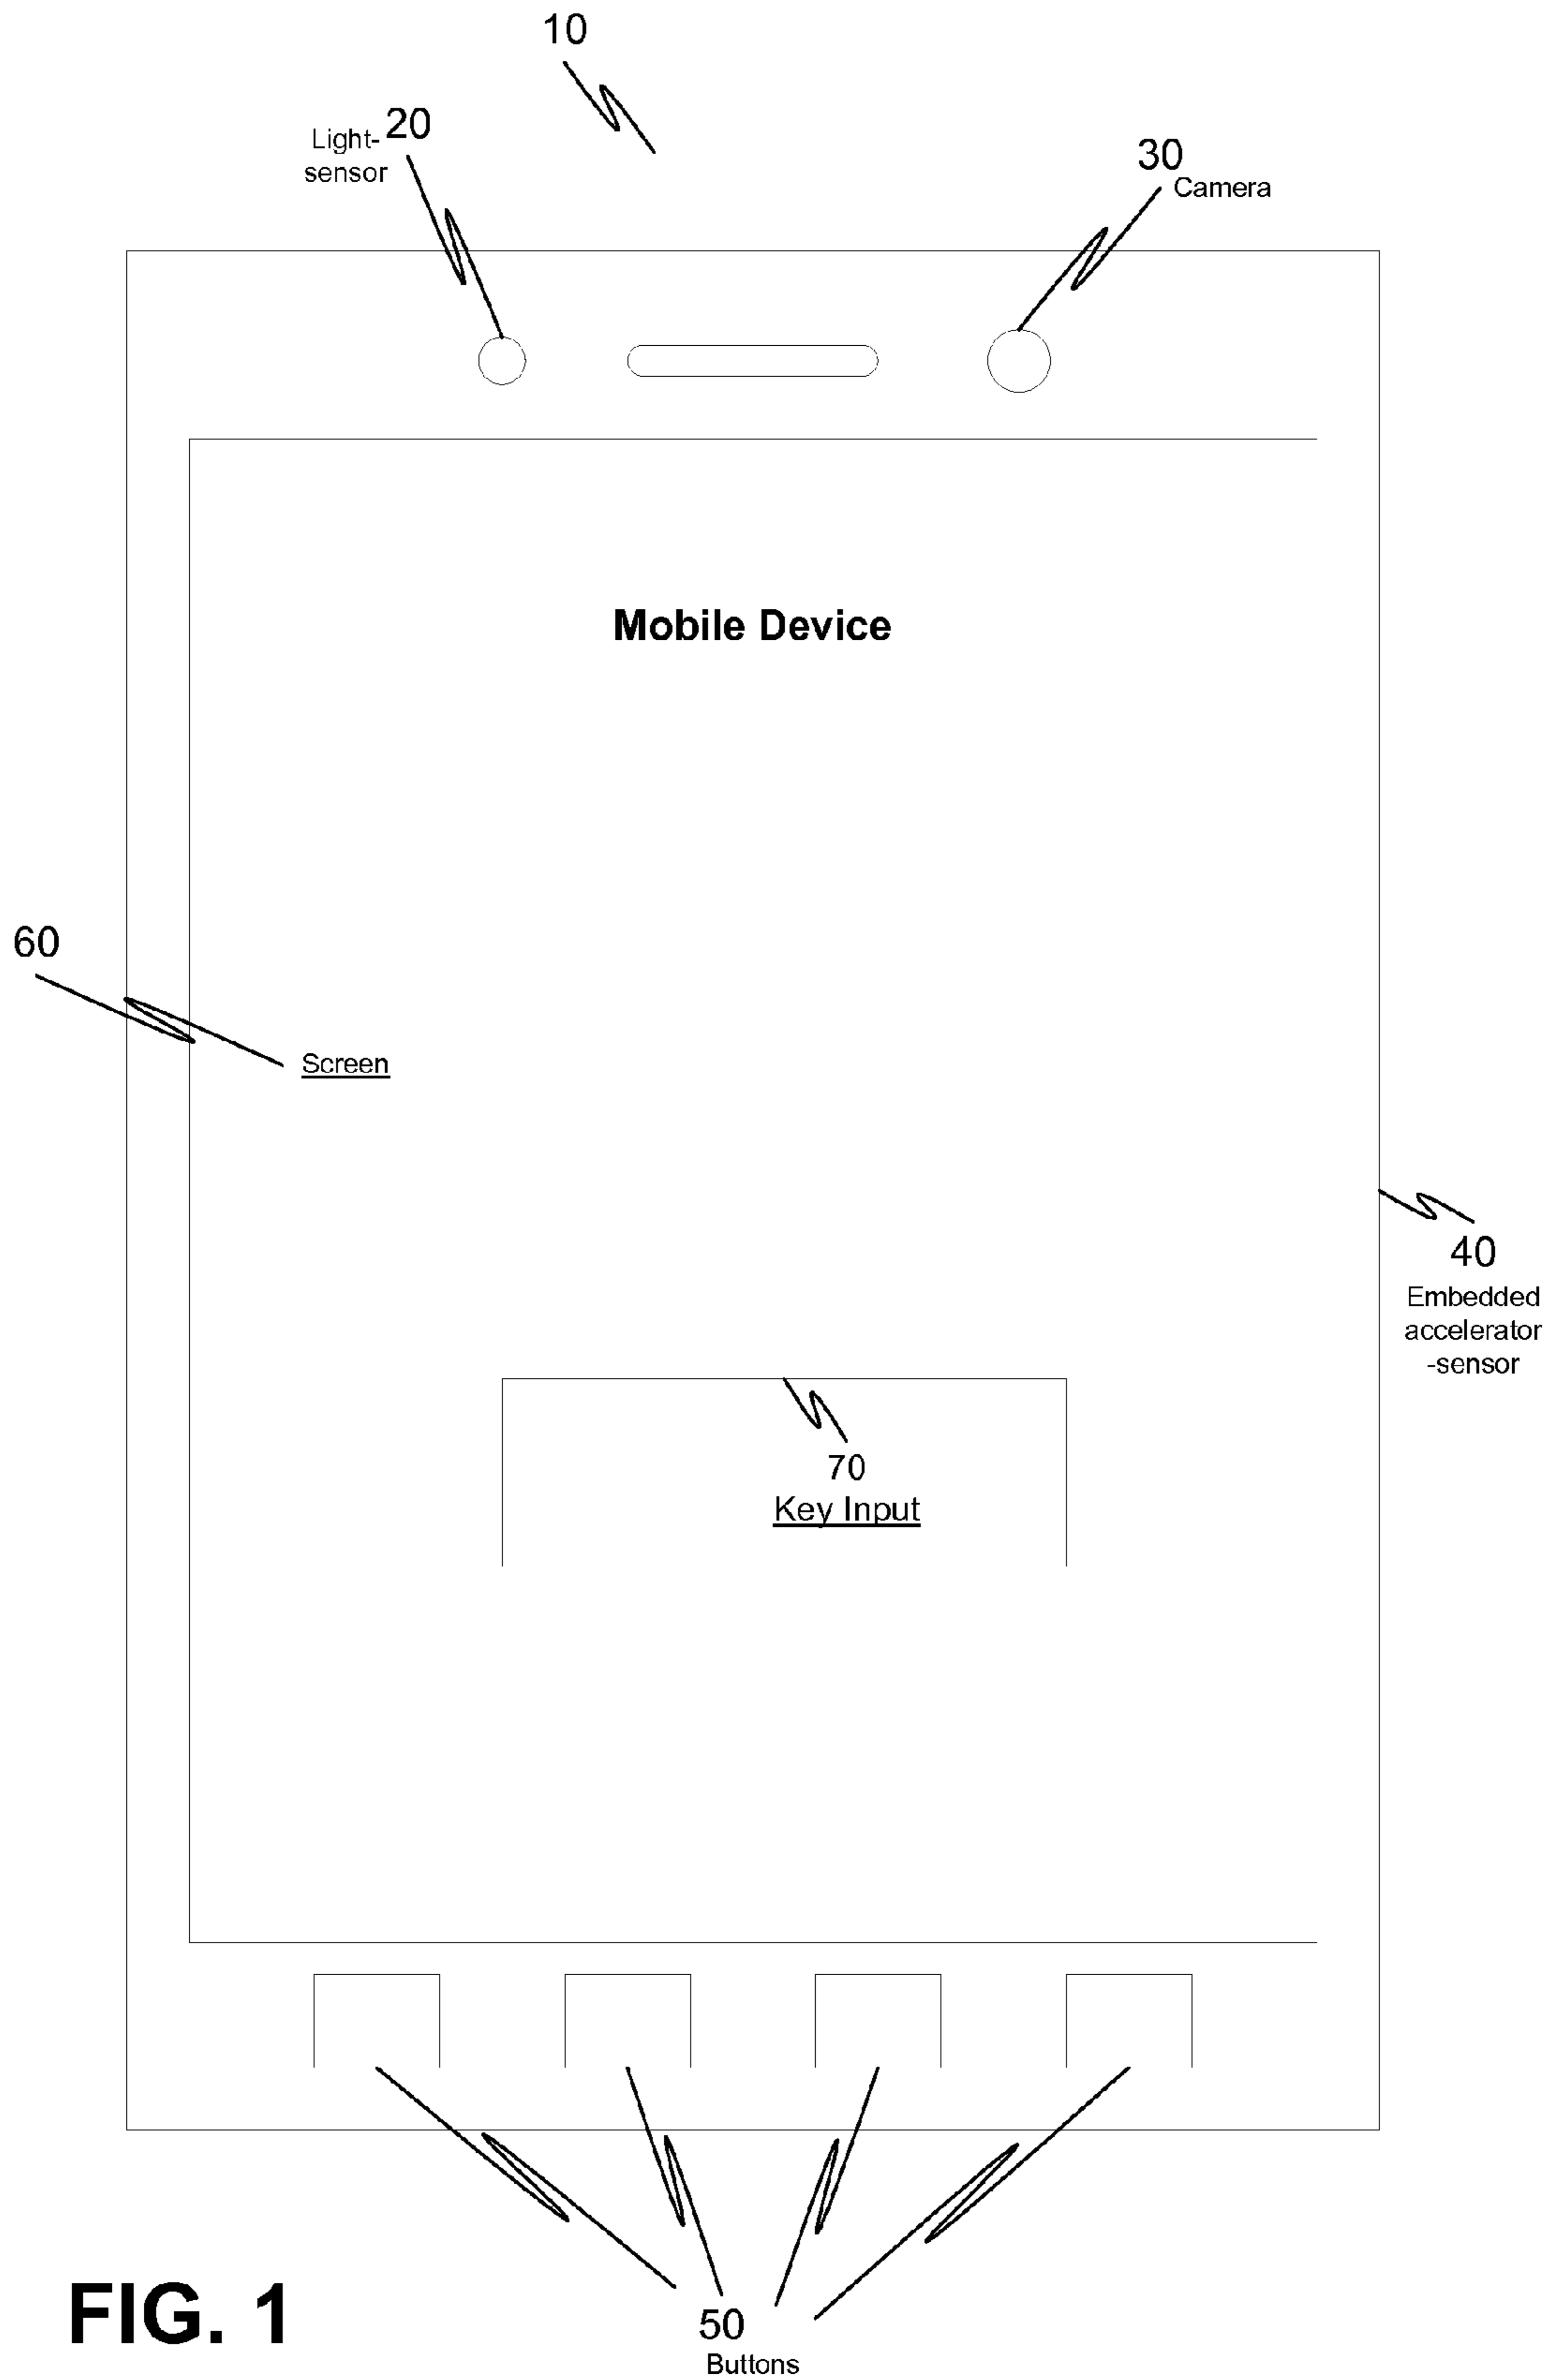 10
Light- 20
sensor
30
Camera
Mobile Device
60
Screen
40
Embedded
accelerator
-sensor
70
Key Input
50
Buttons
FIG. 1